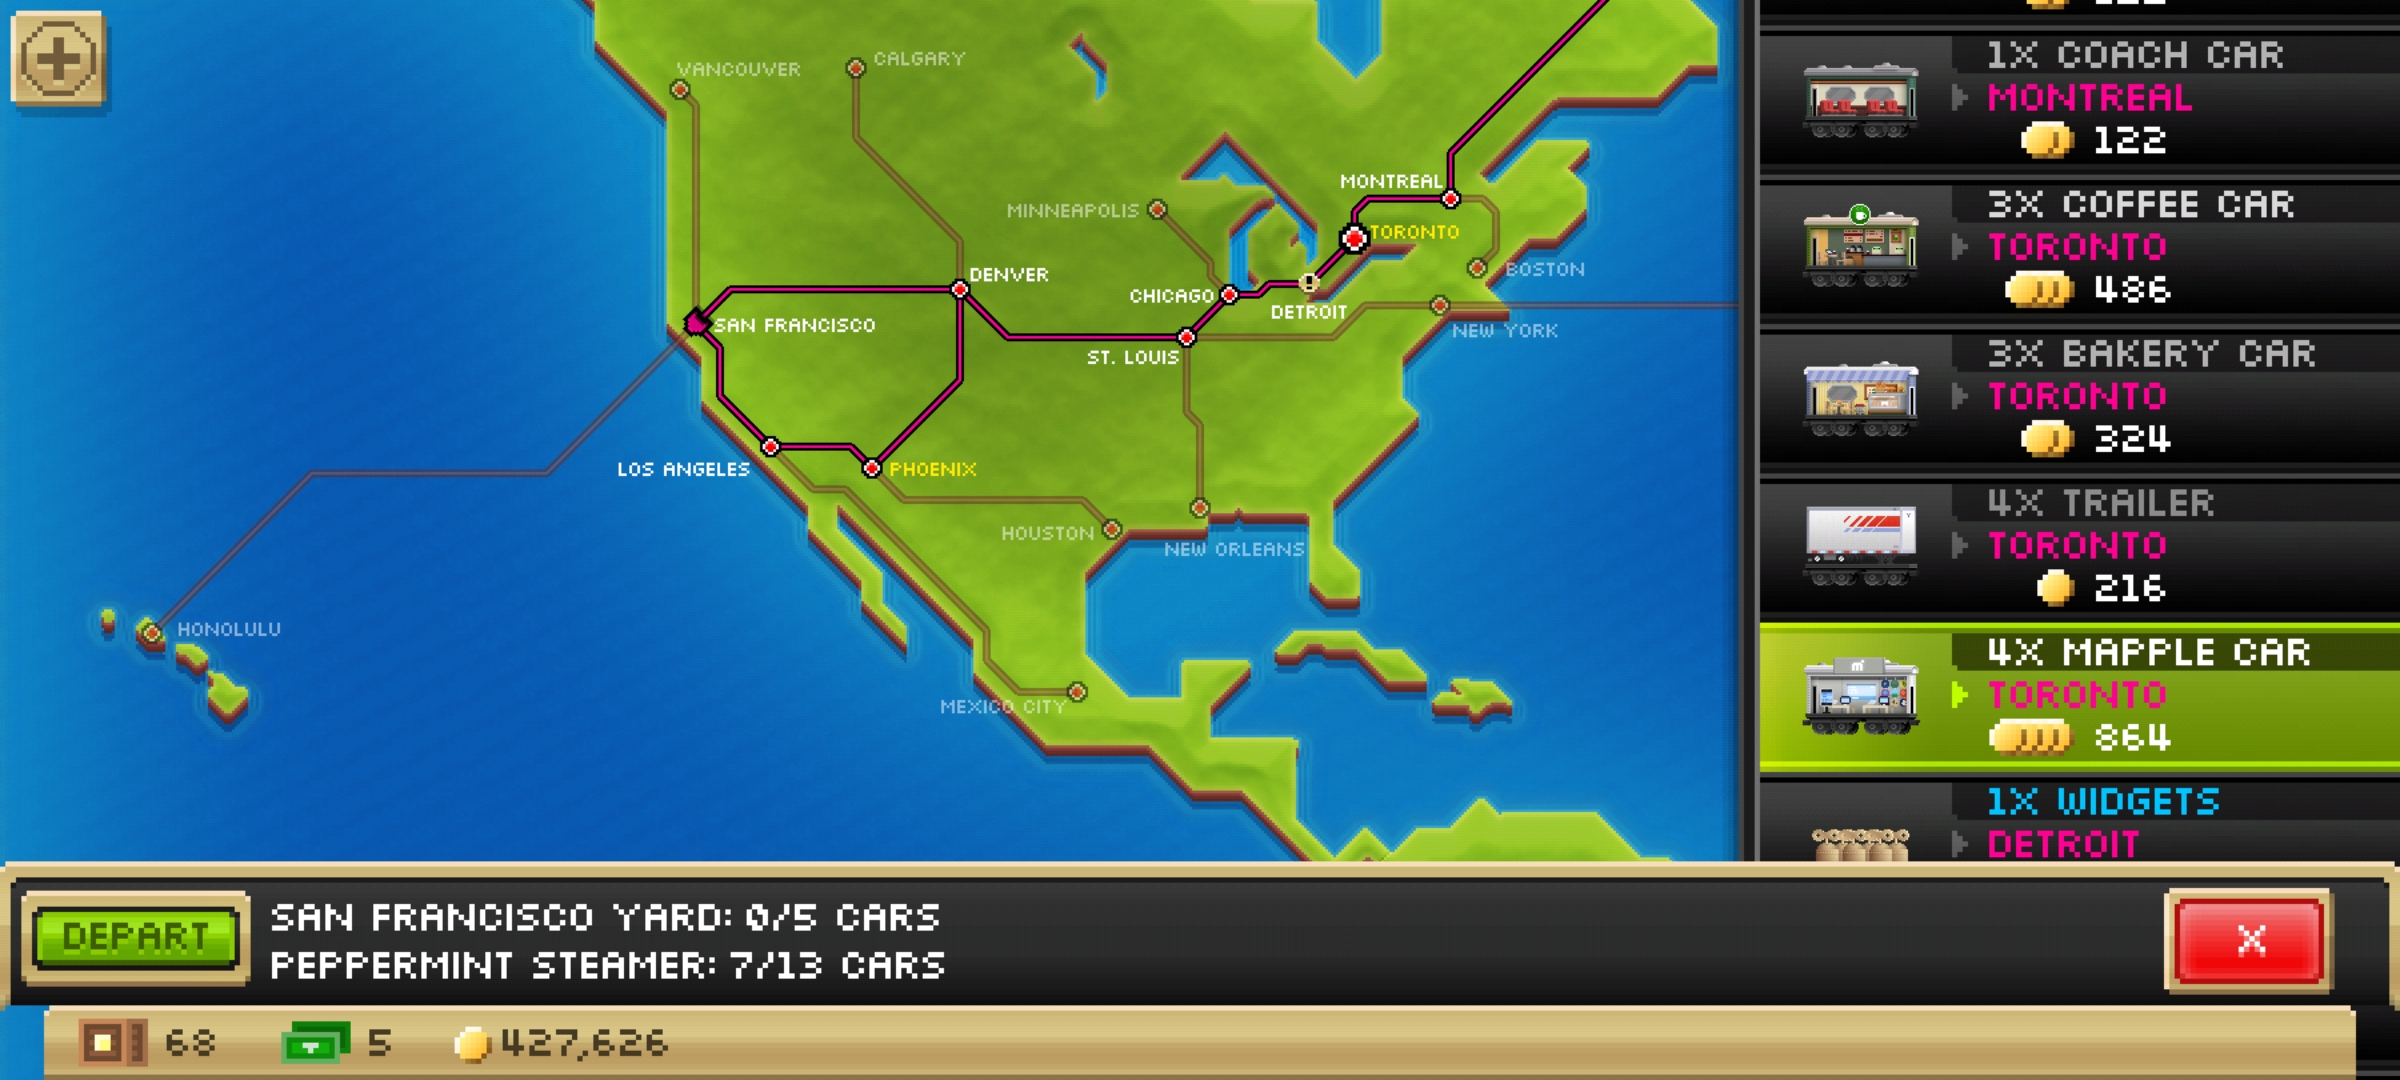 VANCOUVER
CALGARY
MINNEAPOLIS
MONTREAL
TORONTO
BOSTON
DENVER
CHICAGO
DETROIT
NEW YORK
SAN FRANCISCO
ST. LOUIS
LOS ANGELES
PHOENIX
HOUSTON
NEW ORLEANS
HONOLULU
MEXICO CITY
1X COACH CAR
MONTREAL
122
3X COFFEE CAR
TORONTO
486
3X BAKERY CAR
TORONTO
324
4X TRAILER
TORONTO
216
4X MAPPLE CAR
TORONTO
864
1X WIDGETS
DETROIT
DEPART
SAN FRANCISCO YARD: 0/5 CARS
PEPPERMINT STEAMER: 7/13 CARS
X
68
5
427,626